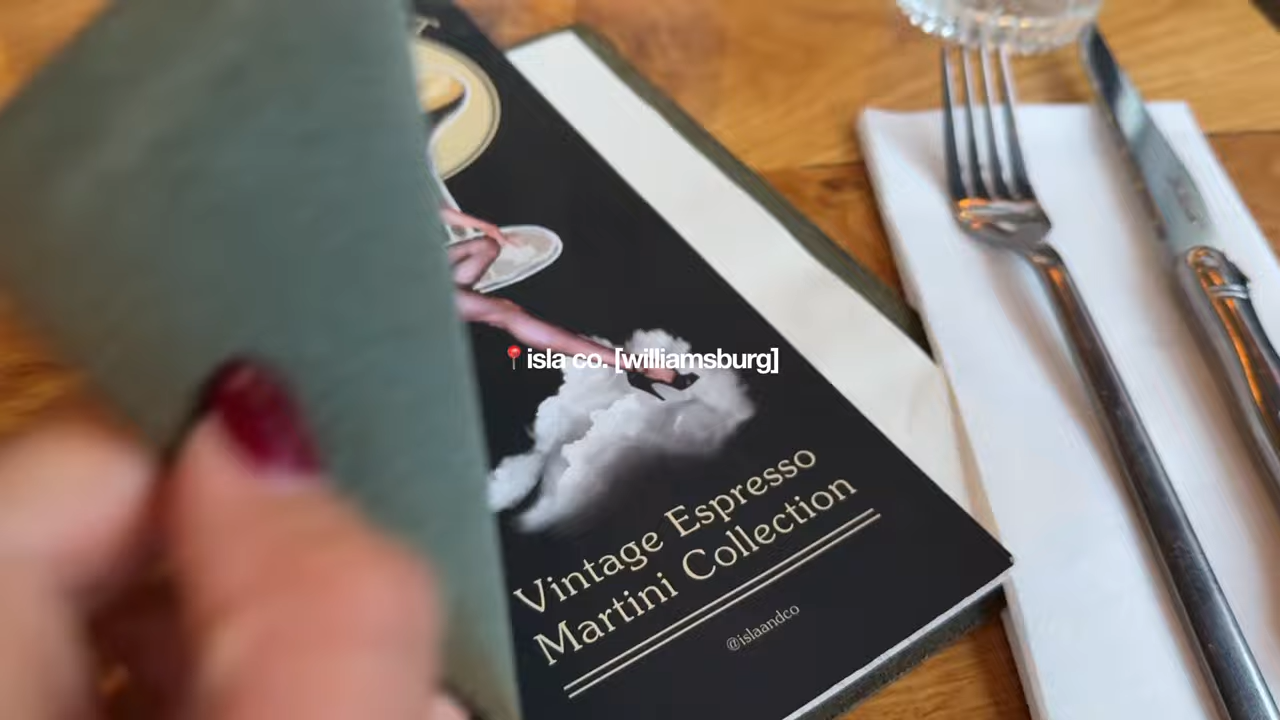 📍isla co. [williamsburg]
Vintage Espresso
Martini Collection
@islaandco